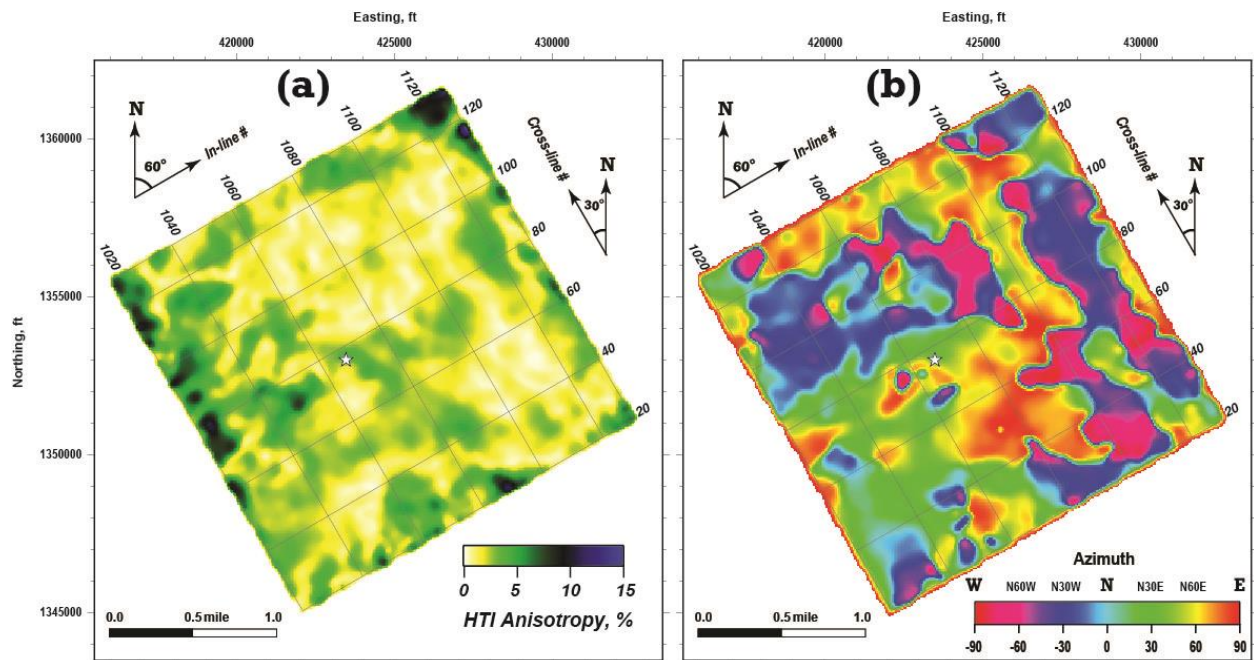 Easting, ft
420000 425000 430000
Easting, ft
420000 425000 430000
Northing, ft
1360000
1355000
1350000
1345000
(a)
N
60°
In-line #
Cross-line #
N
30°
1020
1040
1060
1080
1100
1120
120
100
80
60
40
20
0.0 0.5 mile 1.0
0 5 10 15
HTI Anisotropy, %
(b)
N
60°
In-line #
Cross-line #
N
30°
1020
1040
1060
1080
1100
1120
120
100
80
60
40
20
0.0 0.5 mile 1.0
Azimuth
W N60W N30W N N30E N60E E
-90 -60 -30 0 30 60 90